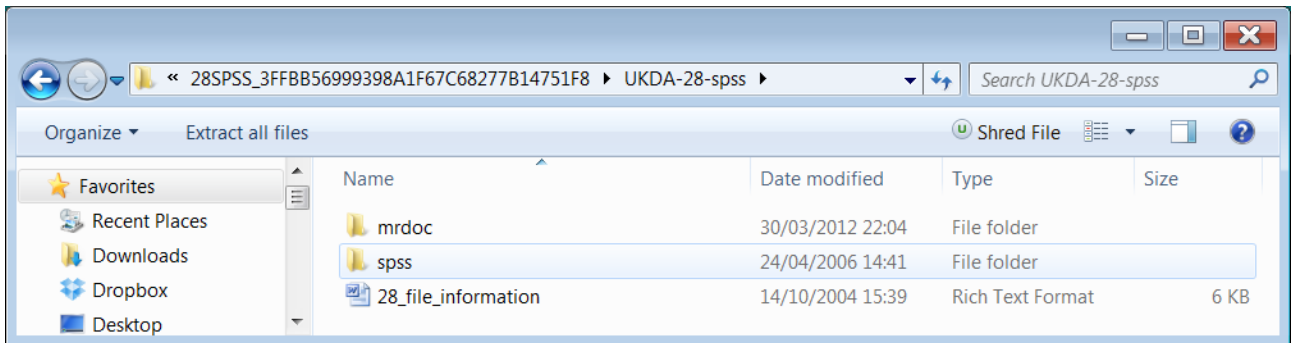 « 28SPSS_3FFBB56999398A1F67C68277B14751F8 ▸ UKDA-28-spss ▸ Search UKDA-28-spss
Organize Extract all files Shred File
Favorites
Recent Places
Downloads
Dropbox
Desktop
Name Date modified Type Size
mrdoc 30/03/2012 22:04 File folder
spss 24/04/2006 14:41 File folder
28_file_information 14/10/2004 15:39 Rich Text Format 6 KB